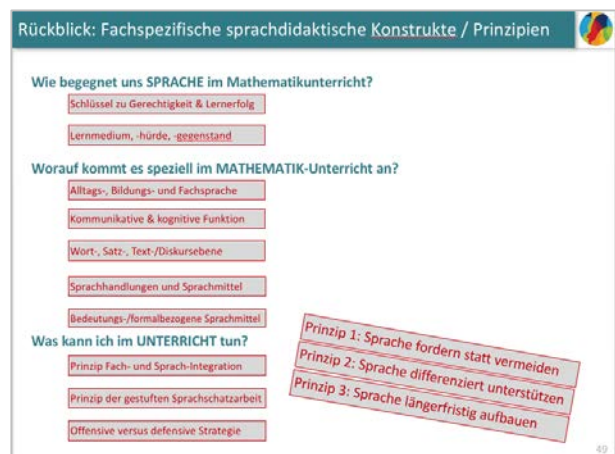 Rückblick: Fachspezifische sprachdidaktische Konstrukte / Prinzipien
Wie begegnet uns SPRACHE im Mathematikunterricht?
Schlüssel zu Gerechtigkeit & Lernerfolg
Lernmedium, -hürde, -gegenstand
Worauf kommt es speziell im MATHEMATIK-Unterricht an?
Alltags-, Bildungs- und Fachsprache
Kommunikative & kognitive Funktion
Wort-, Satz-, Text-/Diskursebene
Sprachhandlungen und Sprachmittel
Bedeutungs-/formalbezogene Sprachmittel
Was kann ich im UNTERRICHT tun?
Prinzip Fach- und Sprach-Integration
Prinzip der gestuften Sprachschatzarbeit
Offensive versus defensive Strategie
Prinzip 1: Sprache fordern statt vermeiden
Prinzip 2: Sprache differenziert unterstützen
Prinzip 3: Sprache längerfristig aufbauen
49